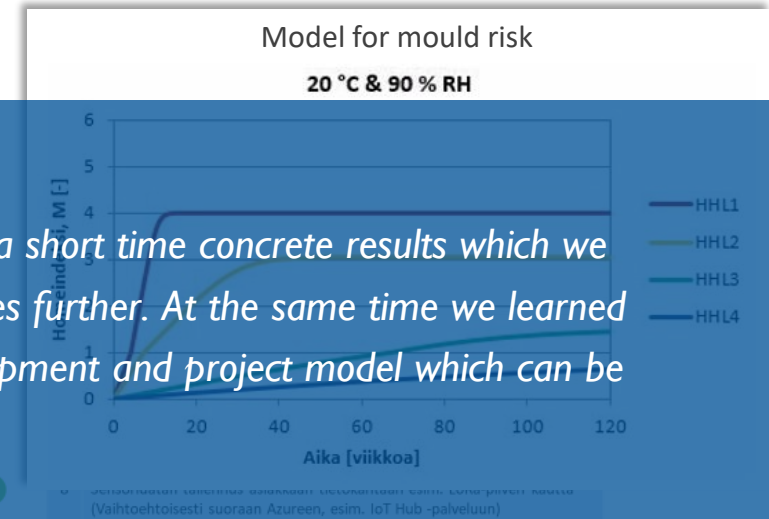 Model for mould risk
20 °C & 90 % RH
6
5
4
3
1
0
M [-]
HHL1
HHL2
HHL3
HHL4
a short time concrete results which we
es further. At the same time we learned
pment and project model which can be
0 20 40 60 80 100 120
Aika [viikkoa]
(Vaihtoehtoisesti suoraan Azureen, esim. IoT Hub -palveluun)